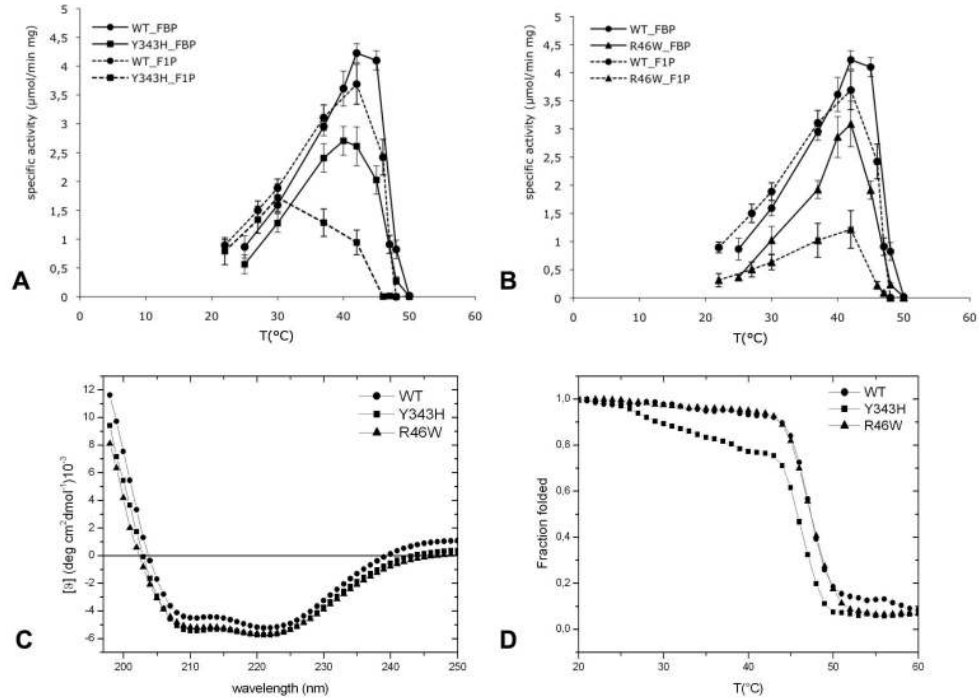 A
specific activity (μmol/min mg)
5
4,5
4
3,5
3
2,5
2
1,5
1
0,5
0
WT_FBP
Y343H_FBP
WT_F1P
Y343H_F1P
0 10 20 30 40 50 60
T(°C)
B
specific activity (μmol/min mg)
5
4,5
4
3,5
3
2,5
2
1,5
1
0,5
0
WT_FBP
R46W_FBP
WT_F1P
R46W_F1P
0 10 20 30 40 50 60
T(°C)
C
[ϑ] (deg cm²dmol⁻¹)10⁻³
12
10
8
6
4
2
0
-2
-4
-6
WT
Y343H
R46W
200 210 220 230 240 250
wavelength (nm)
D
Fraction folded
1,0
0,8
0,6
0,4
0,2
0,0
WT
Y343H
R46W
20 30 40 50 60
T(°C)